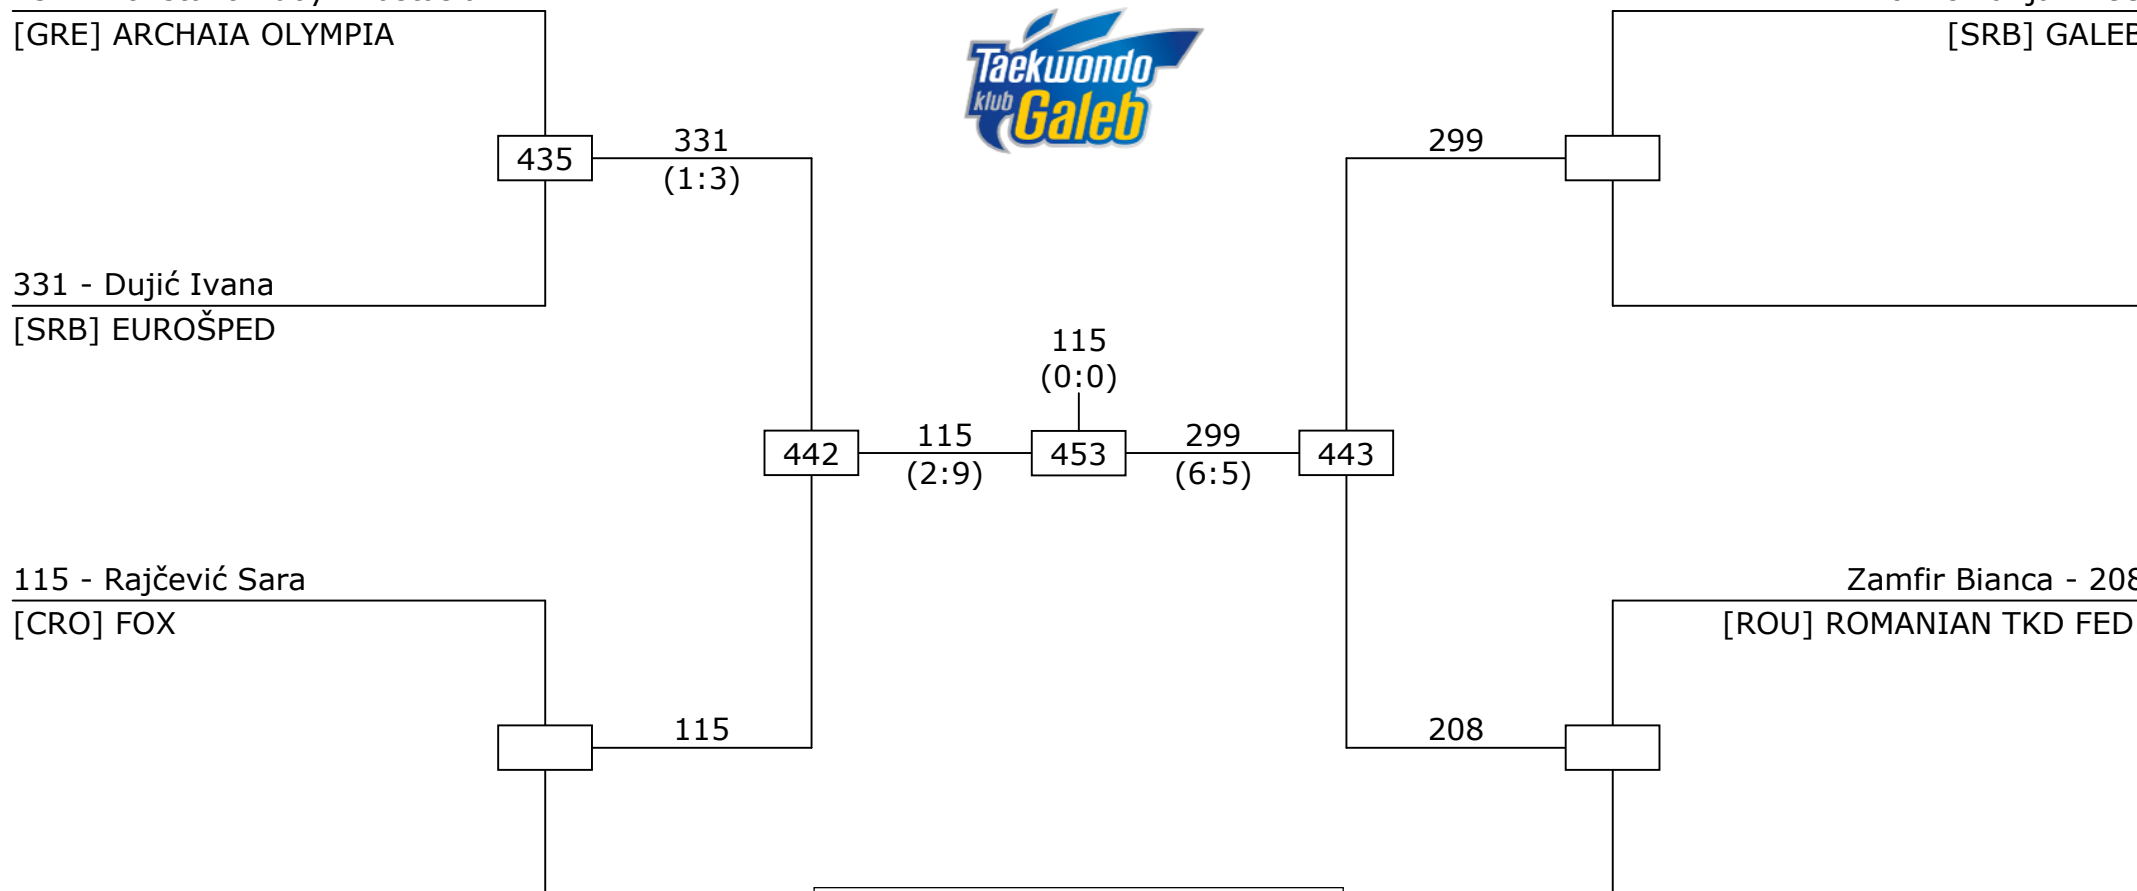 [GRE] ARCHAIA OLYMPIA
[SRB] GALEB
Taekwondo
klub Galeb
435
331
(1:3)
299
331 - Dujić Ivana
[SRB] EUROŠPED
115
(0:0)
442
115
(2:9)
453
299
(6:5)
443
115 - Rajčević Sara
[CRO] FOX
Zamfir Bianca - 208
[ROU] ROMANIAN TKD FED
115
208